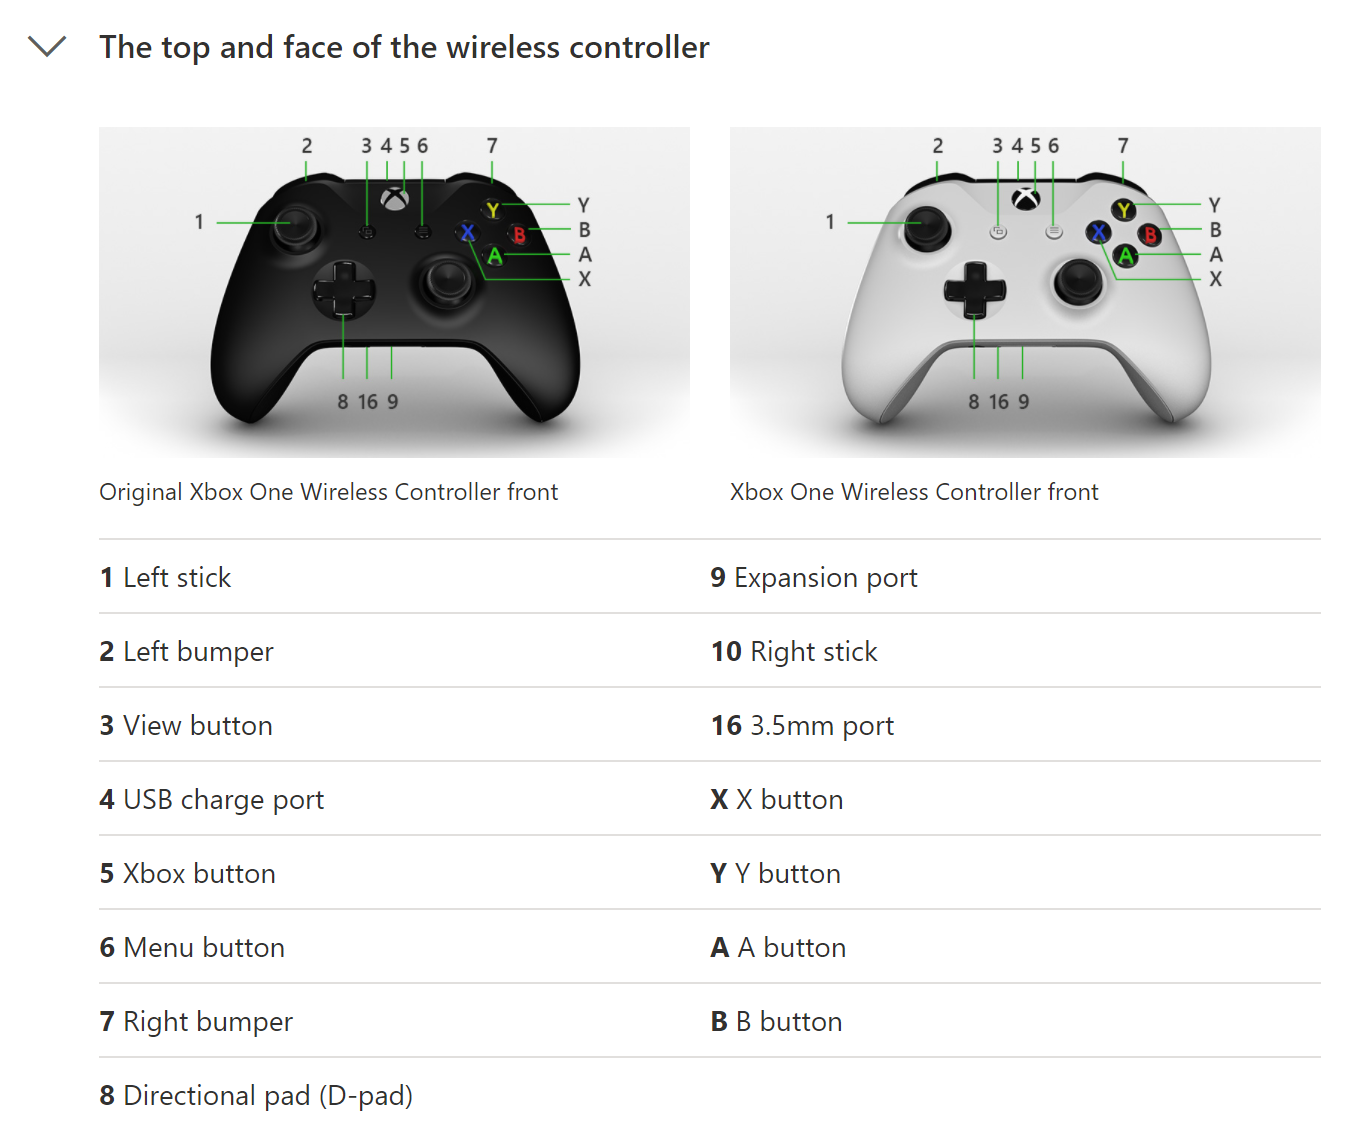 The top and face of the wireless controller
2 3 4 5 6 7
1
Y
B
A
X
Y
X B
A
8 16 9
2 3 4 5 6 7
1
Y
B
A
X
Y
X B
A
8 16 9
Original Xbox One Wireless Controller front
Xbox One Wireless Controller front
1 Left stick
9 Expansion port
2 Left bumper
10 Right stick
3 View button
16 3.5mm port
4 USB charge port
X X button
5 Xbox button
Y Y button
6 Menu button
A A button
7 Right bumper
B B button
8 Directional pad (D-pad)